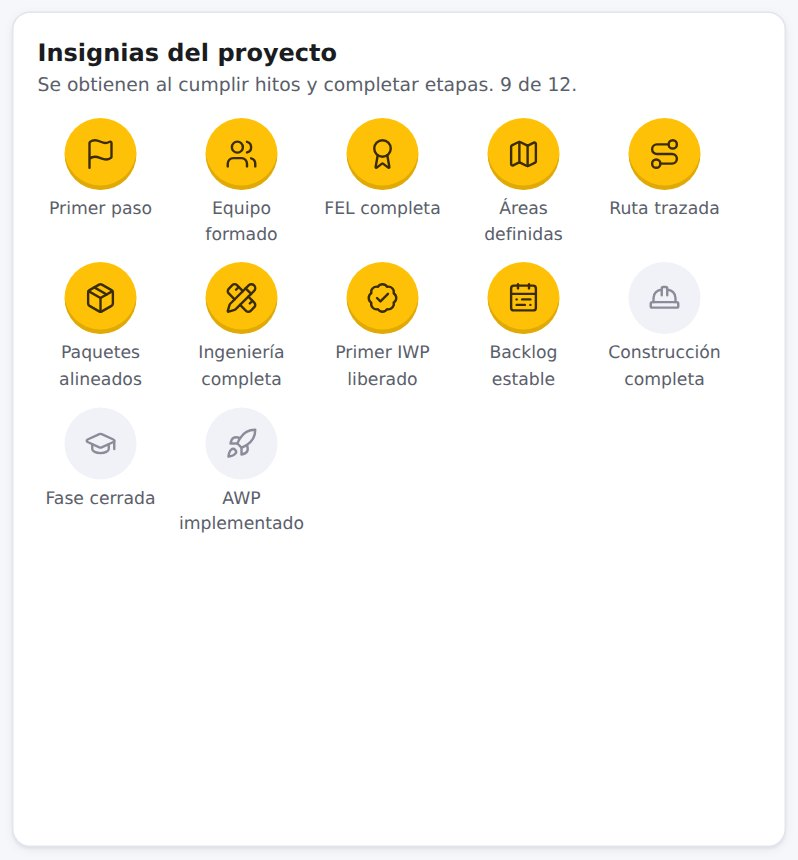 Insignias del proyecto
Se obtienen al cumplir hitos y completar etapas. 9 de 12.
Primer paso
Equipo
formado
FEL completa
Áreas
definidas
Ruta trazada
Paquetes
alineados
Ingeniería
completa
Primer IWP
liberado
Backlog
estable
Construcción
completa
Fase cerrada
AWP
implementado